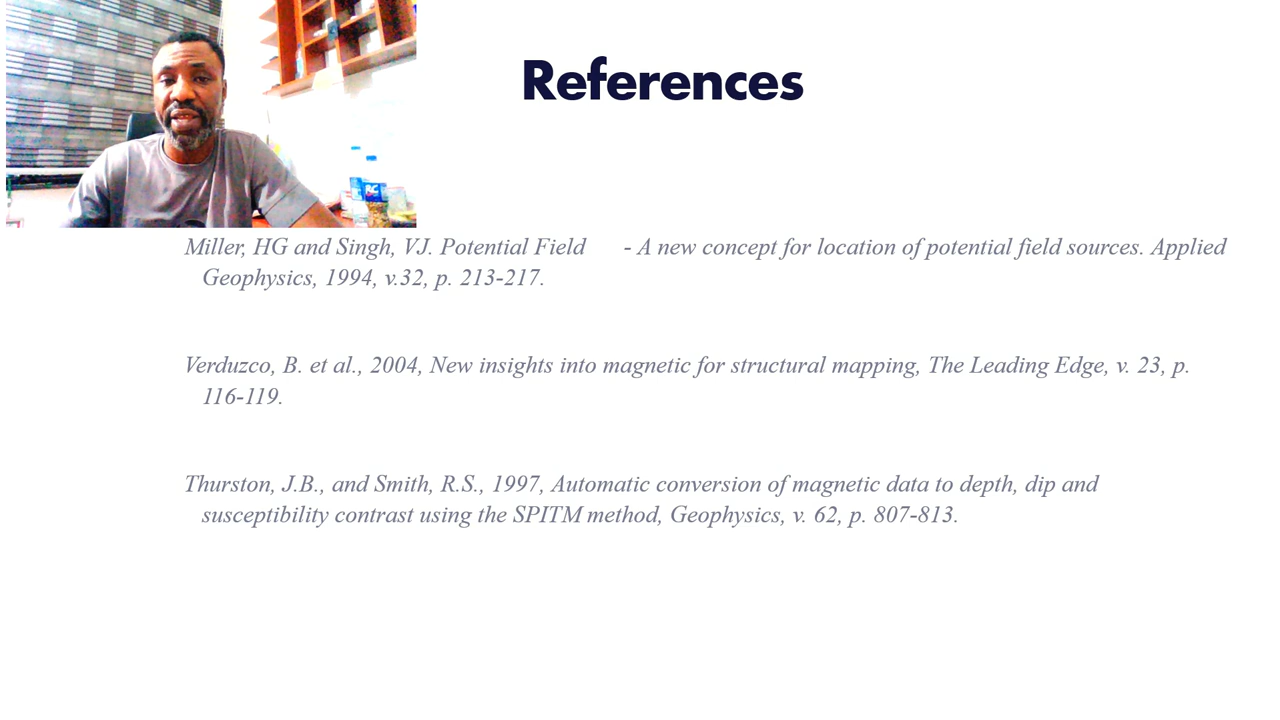 References
RC
Miller, HG and Singh, VJ. Potential Field - A new concept for location of potential field sources. Applied
Geophysics, 1994, v.32, p. 213-217.
Verduzco, B. et al., 2004, New insights into magnetic for structural mapping, The Leading Edge, v. 23, p.
116-119.
Thurston, J.B., and Smith, R.S., 1997, Automatic conversion of magnetic data to depth, dip and
susceptibility contrast using the SPITM method, Geophysics, v. 62, p. 807-813.